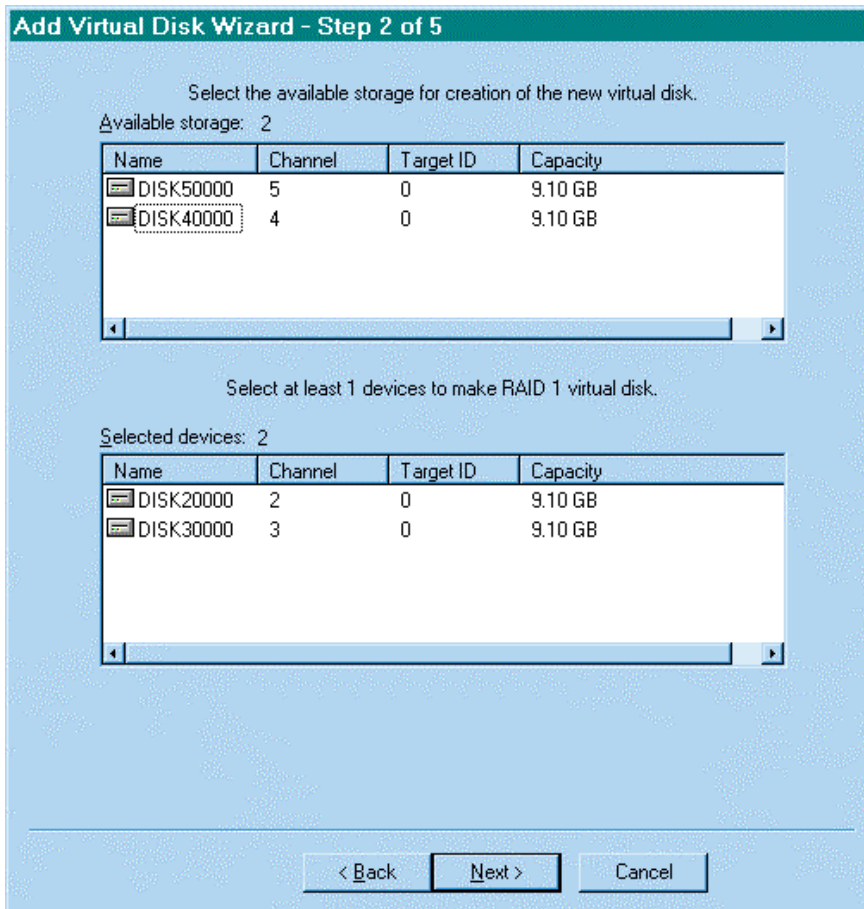 Add Virtual Disk Wizard - Step 2 of 5
Select the available storage for creation of the new virtual disk.
Available storage: 2
Name Channel Target ID Capacity
DISK50000 5 0 9.10 GB
DISK40000 4 0 9.10 GB
Select at least 1 devices to make RAID 1 virtual disk.
Selected devices: 2
Name Channel Target ID Capacity
DISK20000 2 0 9.10 GB
DISK30000 3 0 9.10 GB
< Back Next > Cancel